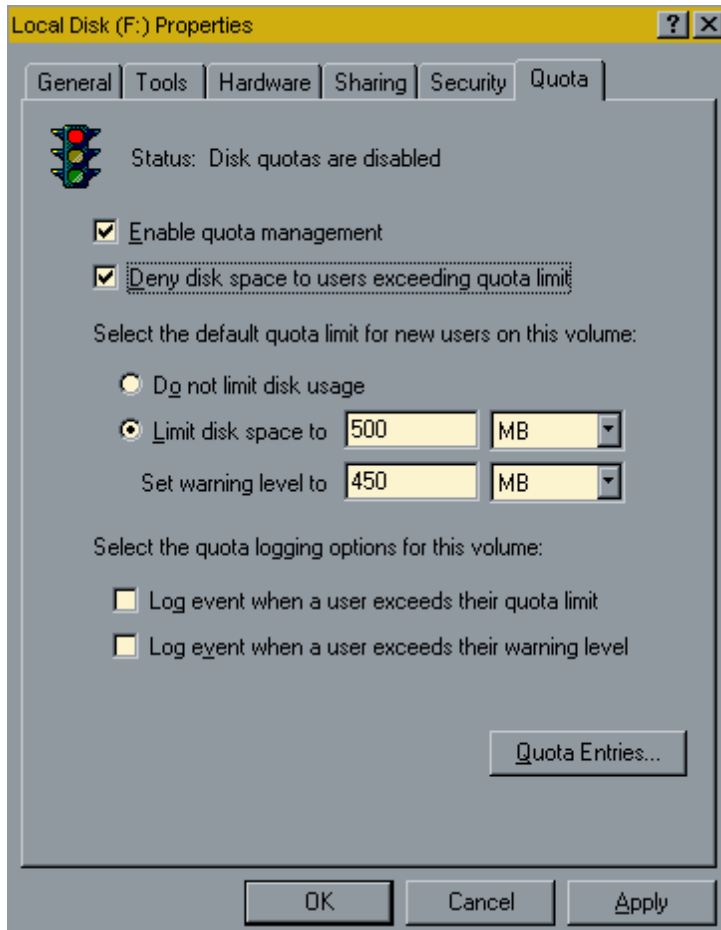 Local Disk (F:) Properties
General Tools Hardware Sharing Security Quota
Status: Disk quotas are disabled
Enable quota management
Deny disk space to users exceeding quota limit
Select the default quota limit for new users on this volume:
Do not limit disk usage
Limit disk space to 500 MB
Set warning level to 450 MB
Select the quota logging options for this volume:
Log event when a user exceeds their quota limit
Log event when a user exceeds their warning level
Quota Entries...
OK Cancel Apply